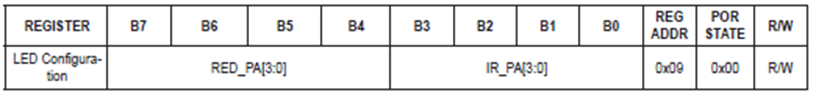 REGISTER B7 B6 B5 B4 B3 B2 B1 B0 REG ADDR POR STATE R/W
LED Configura-
tion RED_PA[3:0] IR_PA[3:0] 0x09 0x00 R/W